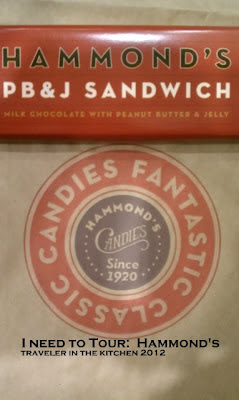 HAMMOND'S
PB&J SANDWICH
MILK CHOCOLATE WITH PEANUT BUTTER & JELLY
CLASSIC CANDIES FANTASTIC
HAMMOND'S
CANDIES
Since
1920
I NEED TO TOUR: HAMMOND'S
TRAVELER IN THE KITCHEN 2012